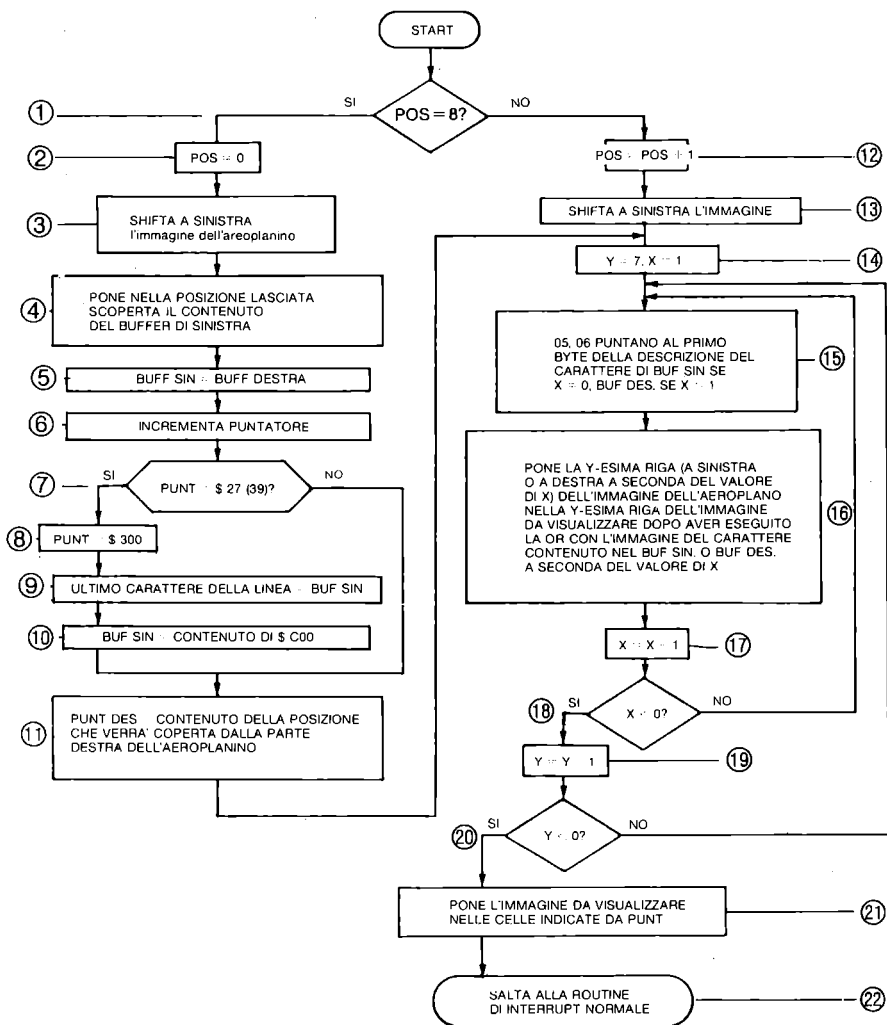 START
SI
NO
POS = 8?
①
②
POS = 0
③
SHIFTA A SINISTRA
l'immagine dell'areoplanino
④
PONE NELLA POSIZIONE LASCIATA
SCOPERTA IL CONTENUTO
DEL BUFFER DI SINISTRA
⑤
BUFF SIN = BUFF DESTRA
⑥
INCREMENTA PUNTATORE
⑦
SI
NO
PUNT = $ 27 (39)?
⑧
PUNT $ 300
⑨
ULTIMO CARATTERE DELLA LINEA = BUF SIN
⑩
BUF SIN = CONTENUTO DI $ C00
⑪
PUNT DES CONTENUTO DELLA POSIZIONE
CHE VERRA' COPERTA DALLA PARTE
DESTRA DELL'AEROPLANINO
POS = POS + 1
⑫
SHIFTA A SINISTRA L'IMMAGINE
⑬
Y = 7, X = 1
⑭
05, 06 PUNTANO AL PRIMO
BYTE DELLA DESCRIZIONE DEL
CARATTERE DI BUF SIN SE
X = 0, BUF DES. SE X = 1
⑮
PONE LA Y-ESIMA RIGA (A SINISTRA
O A DESTRA A SECONDA DEL VALORE
DI X) DELL'IMMAGINE DELL'AEROPLANO
NELLA Y-ESIMA RIGA DELL'IMMAGINE
DA VISUALIZZARE DOPO AVER ESEGUITO
LA OR CON L'IMMAGINE DEL CARATTERE
CONTENUTO NEL BUF SIN. O BUF DES.
A SECONDA DEL VALORE DI X
⑯
X = X - 1
⑰
⑱
SI
NO
X 0?
Y = Y 1
⑲
⑳
SI
NO
Y 0?
PONE L'IMMAGINE DA VISUALIZZARE
NELLE CELLE INDICATE DA PUNT
㉑
SALTA ALLA ROUTINE
DI INTERRUPT NORMALE
㉒